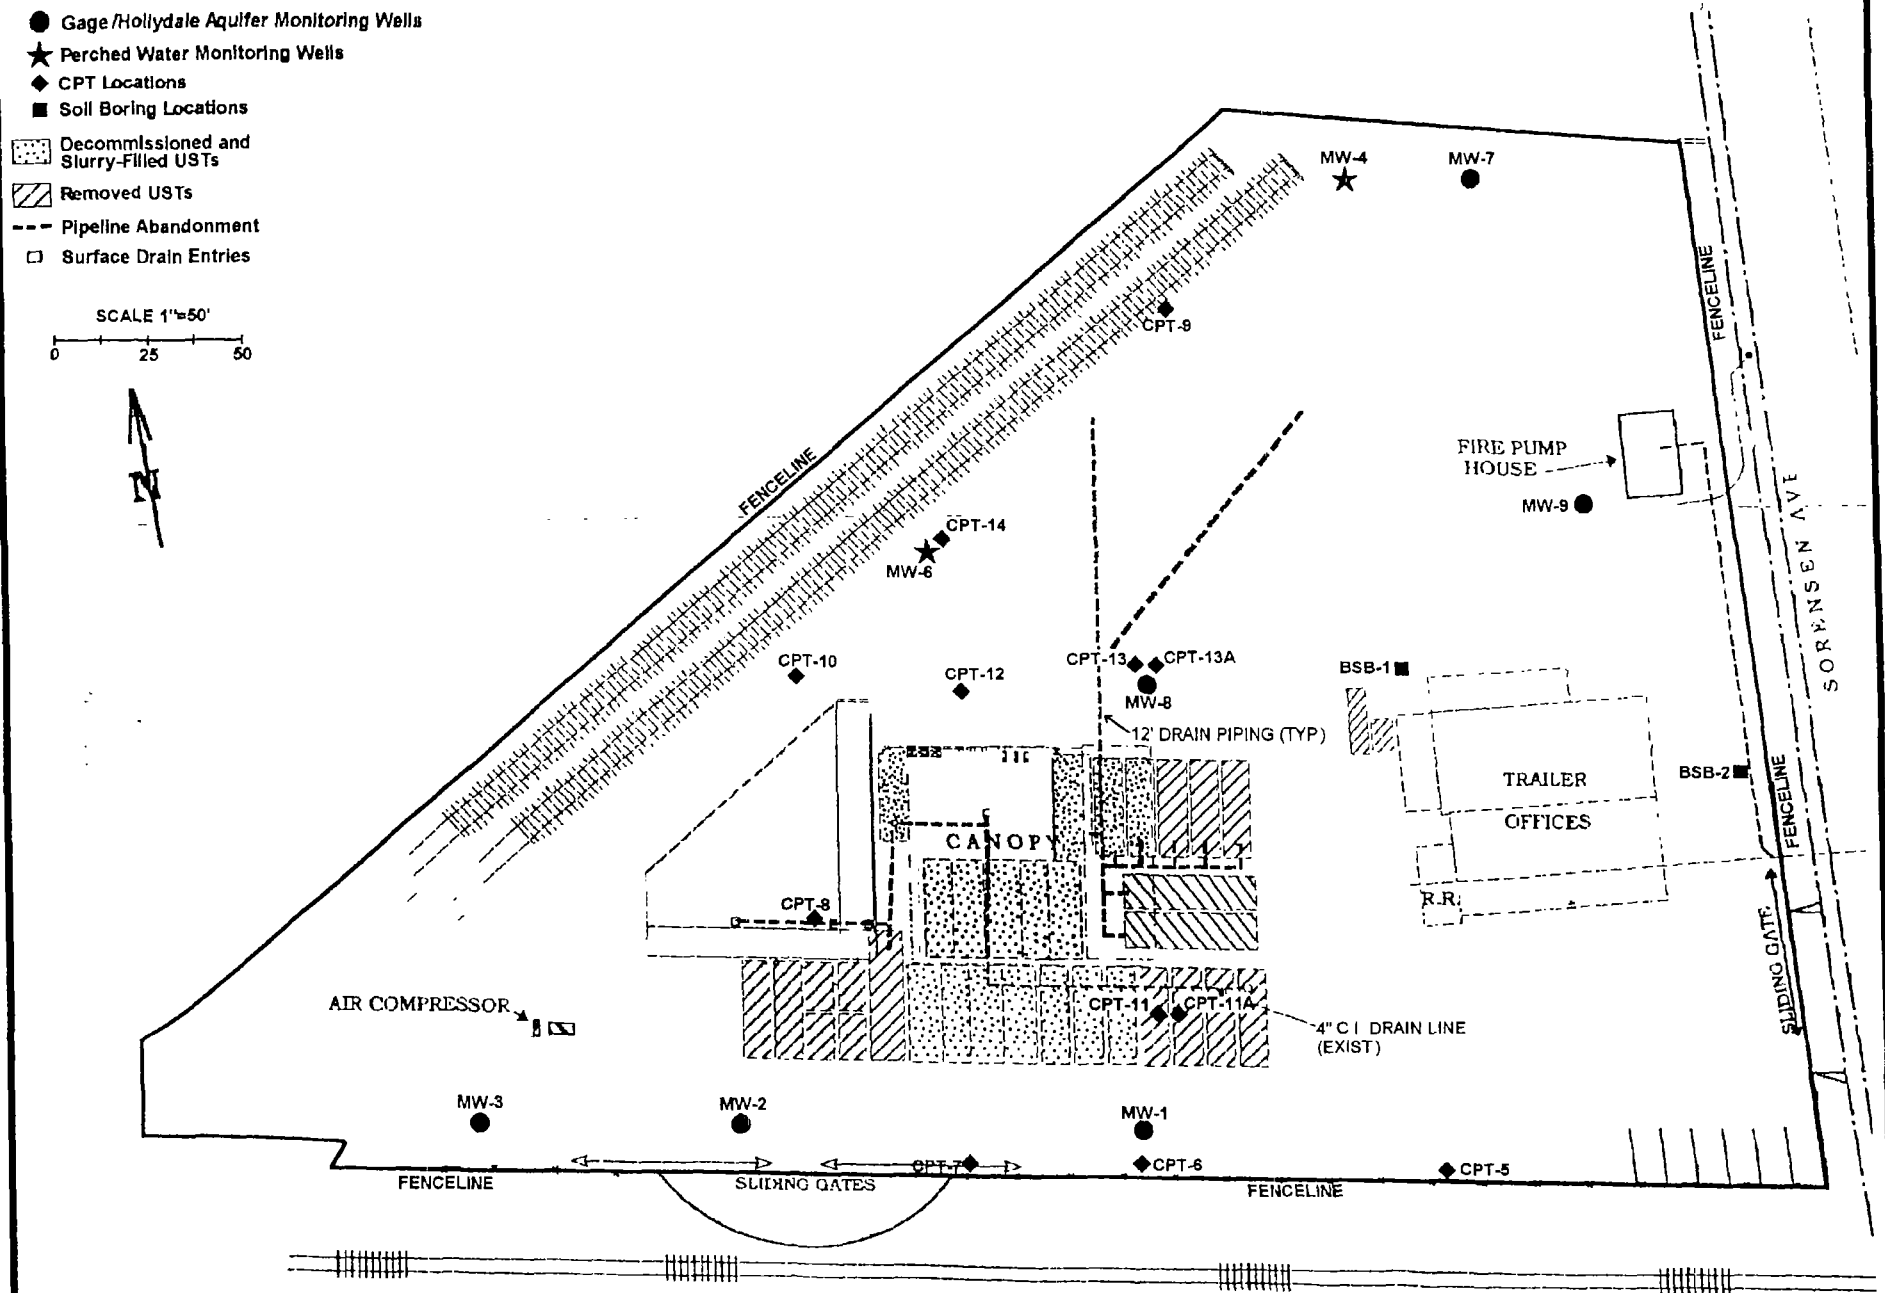 Gage/Hollydale Aquifer Monitoring Wells
Perched Water Monitoring Wells
CPT Locations
Soil Boring Locations
Decommissioned and
Slurry-Filled USTs
Removed USTs
Pipeline Abandonment
Surface Drain Entries
SCALE 1"=50'
0 25 50
N
MW-4
MW-7
FENCELINE
CPT-9
FENCELINE
FIRE PUMP
HOUSE
MW-9
SORENSEN AVE
CPT-14
MW-6
CPT-10
CPT-12
CPT-13
CPT-13A
MW-8
BSB-1
12' DRAIN PIPING (TYP)
BSB-2
FENCELINE
TRAILER
OFFICES
CANOPY
R.R.
CPT-8
SLIDING GATE
AIR COMPRESSOR
CPT-11
CPT-11A
4" C I DRAIN LINE
(EXIST)
MW-3
MW-2
MW-1
CPT-7
CPT-6
CPT-5
FENCELINE
SLIDING GATES
FENCELINE